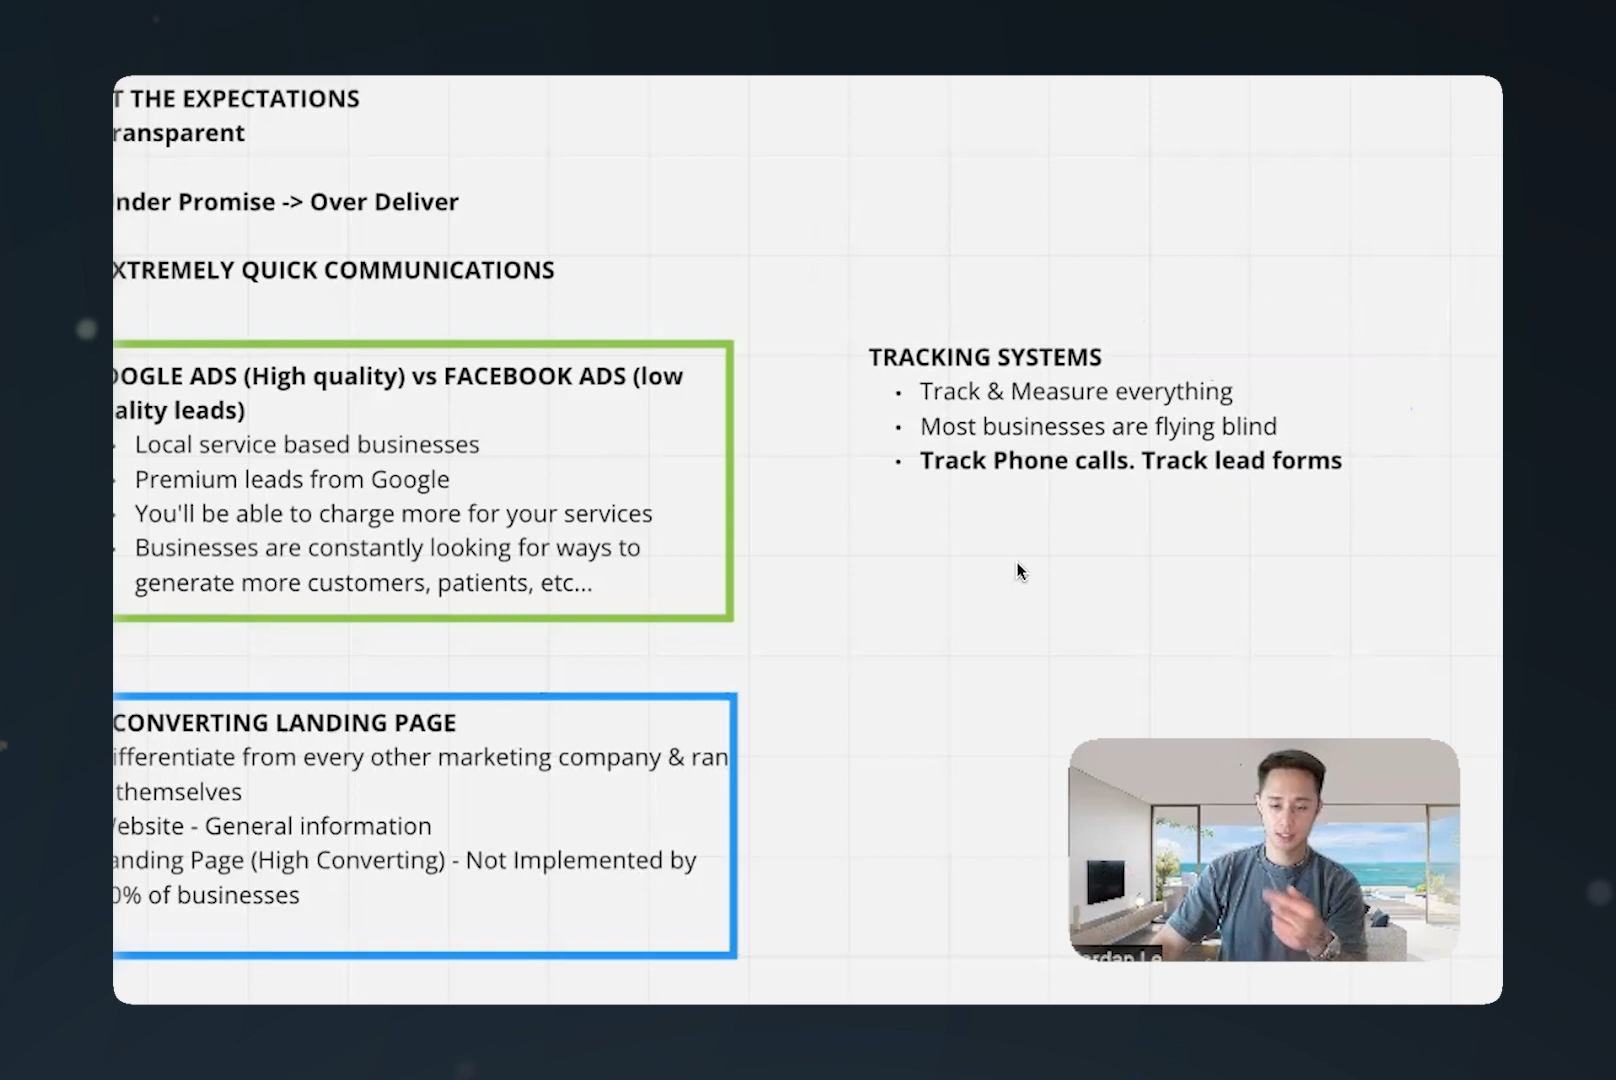 T THE EXPECTATIONS
ransparent
nder Promise -> Over Deliver
XTREMELY QUICK COMMUNICATIONS
OOGLE ADS (High quality) vs FACEBOOK ADS (low
ality leads)
• Local service based businesses
• Premium leads from Google
• You'll be able to charge more for your services
• Businesses are constantly looking for ways to
generate more customers, patients, etc...
CONVERTING LANDING PAGE
ifferentiate from every other marketing company & ran
themselves
ebsite - General information
anding Page (High Converting) - Not Implemented by
0% of businesses
TRACKING SYSTEMS
• Track & Measure everything
• Most businesses are flying blind
• Track Phone calls. Track lead forms
ordan Le